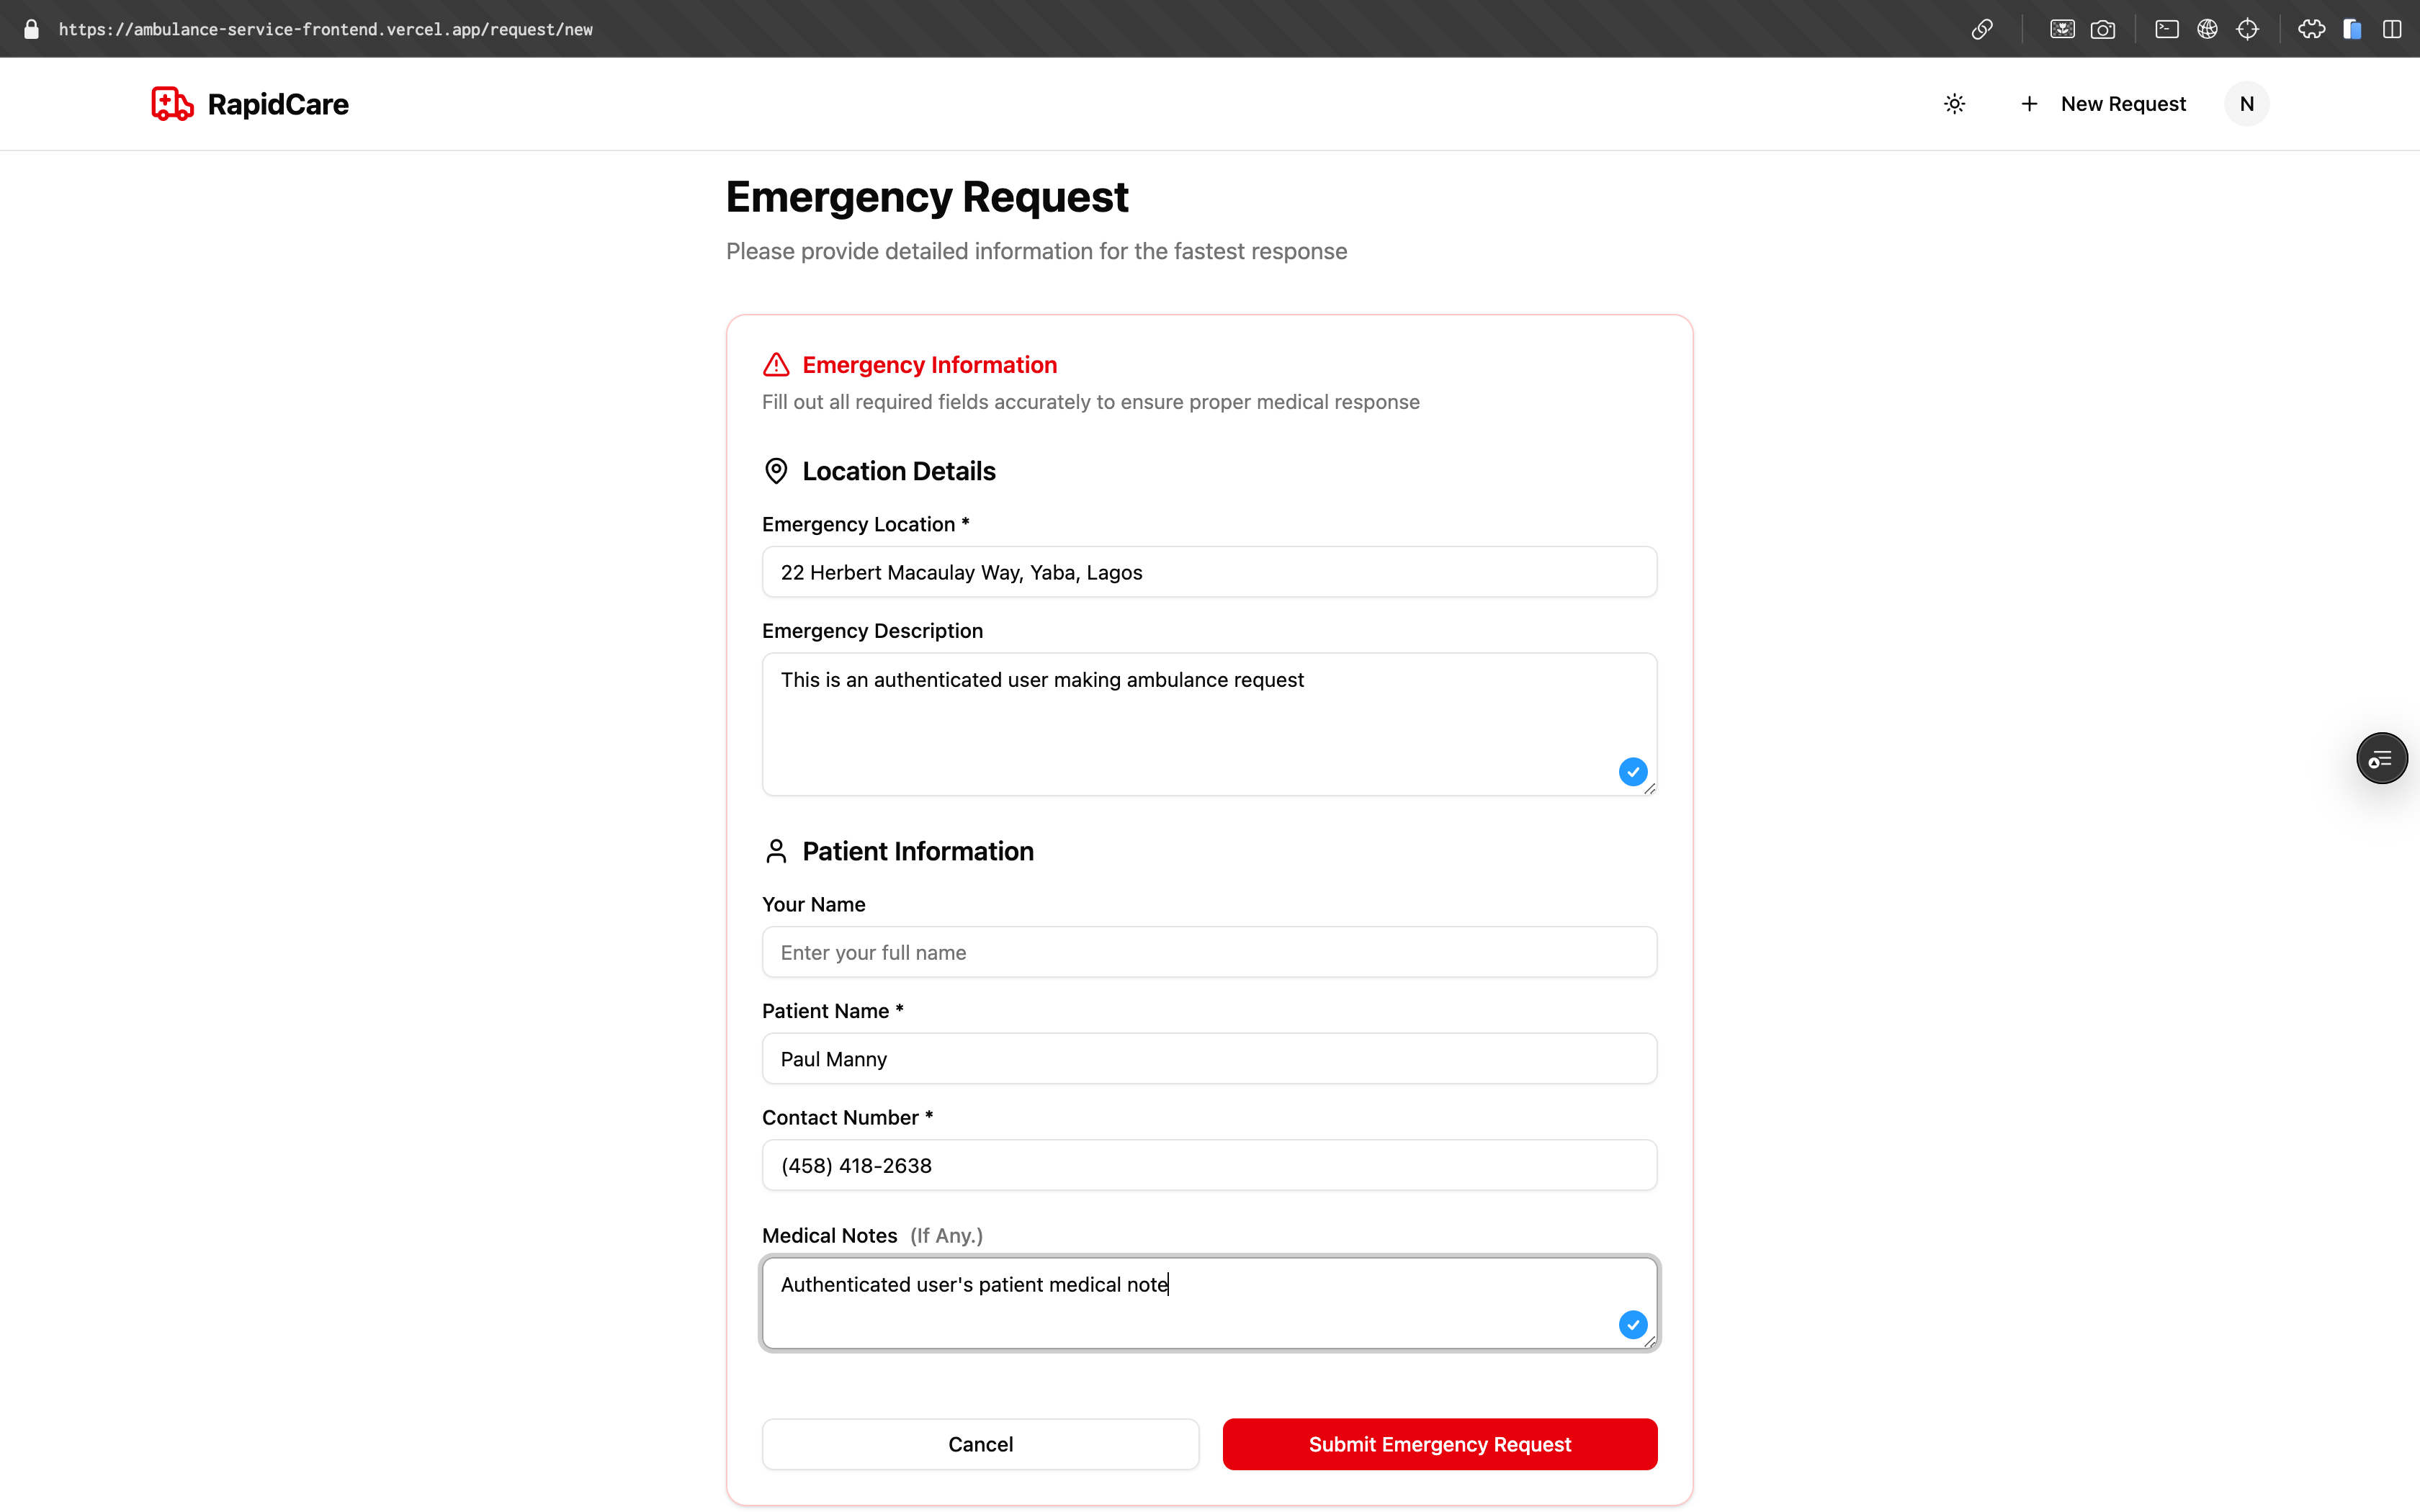 https://ambulance-service-frontend.vercel.app/request/new
RapidCare
New Request
N
Emergency Request
Please provide detailed information for the fastest response
Emergency Information
Fill out all required fields accurately to ensure proper medical response
Location Details
Emergency Location *
22 Herbert Macaulay Way, Yaba, Lagos
Emergency Description
This is an authenticated user making ambulance request
Patient Information
Your Name
Enter your full name
Patient Name *
Paul Manny
Contact Number *
(458) 418-2638
Medical Notes (If Any.)
Authenticated user's patient medical note
Cancel
Submit Emergency Request